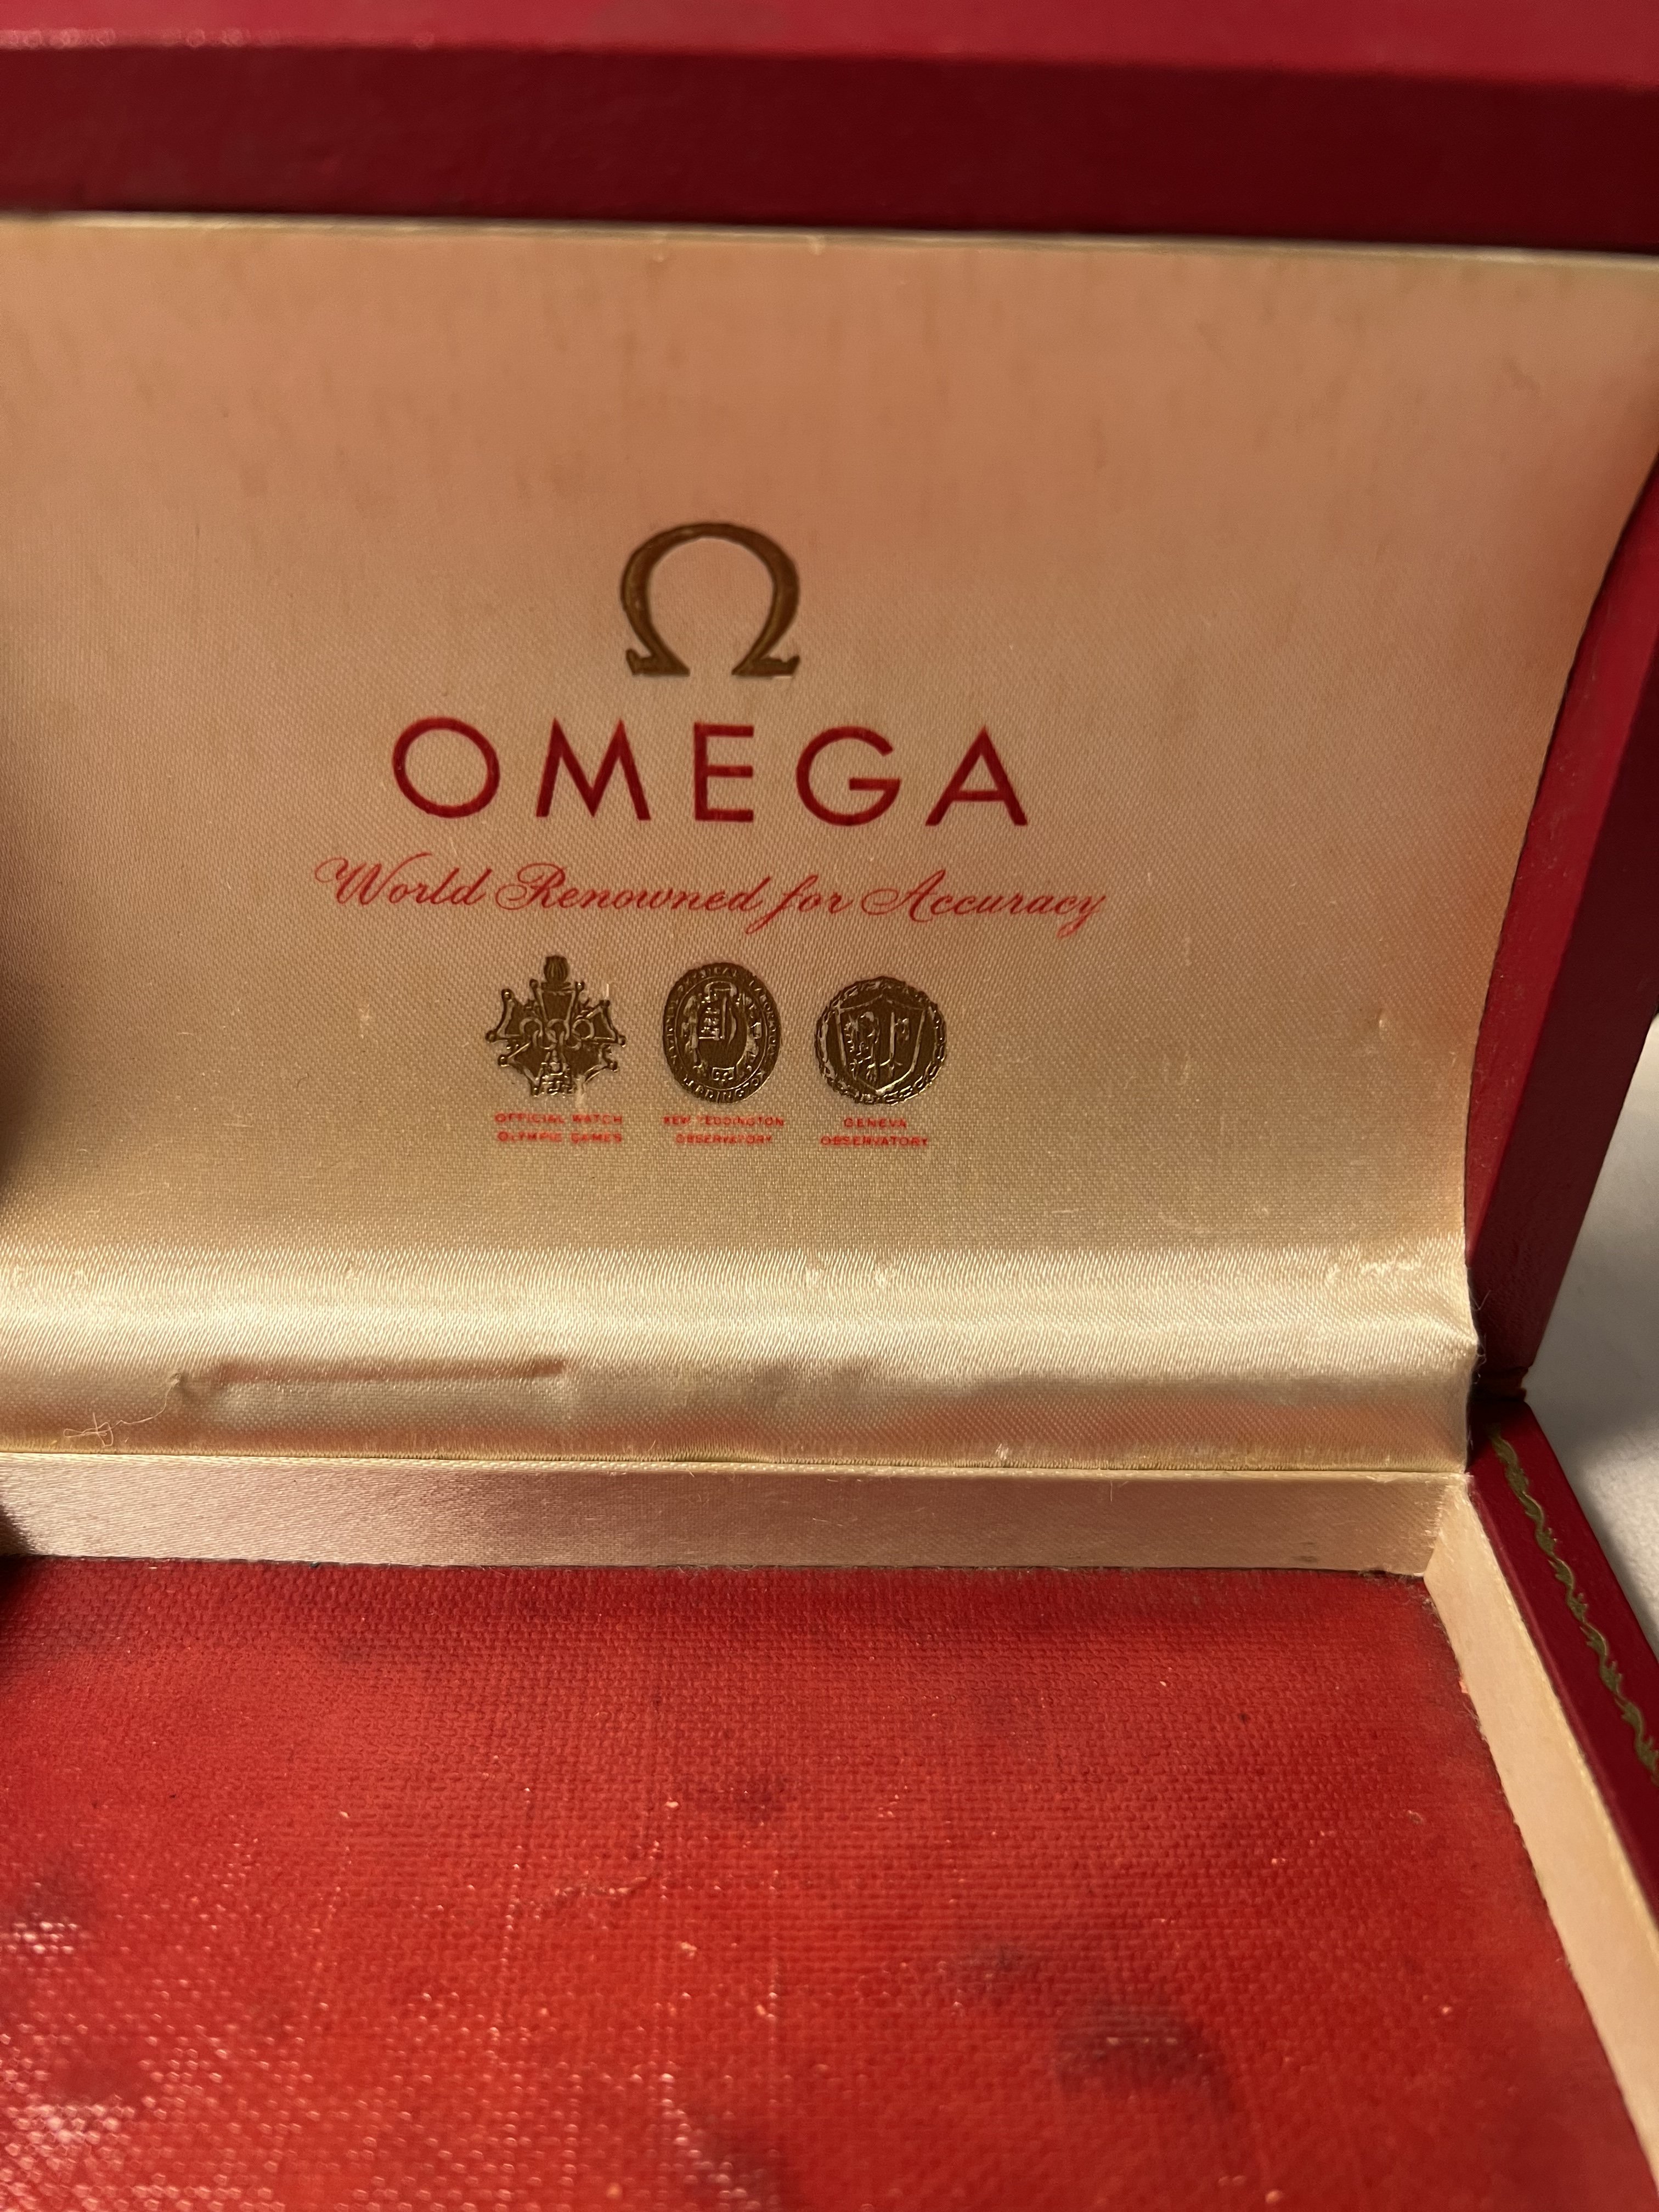 Ω
OMEGA
World Renowned for Accuracy
OFFICIAL WATCH
OLYMPIC GAMES
KEW-TEDDINGTON
OBSERVATORY
GENEVA
OBSERVATORY